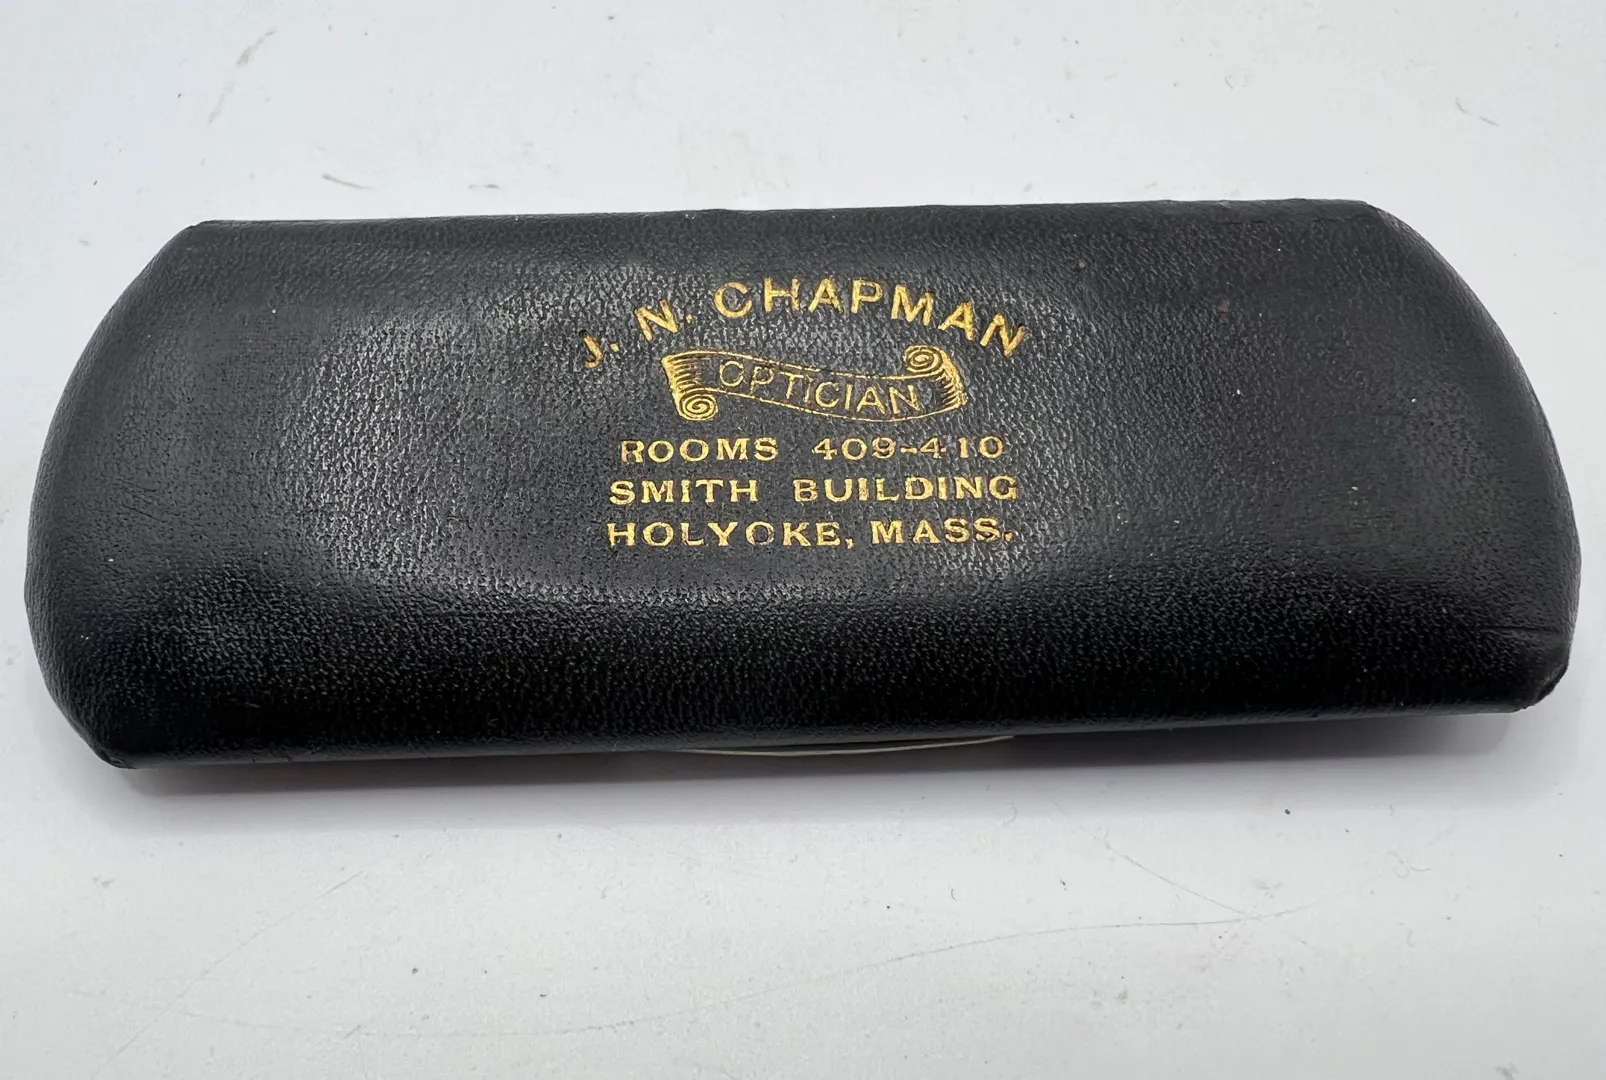 J. N. CHAPMAN
OPTICIAN
ROOMS 409-410
SMITH BUILDING
HOLYOKE, MASS.